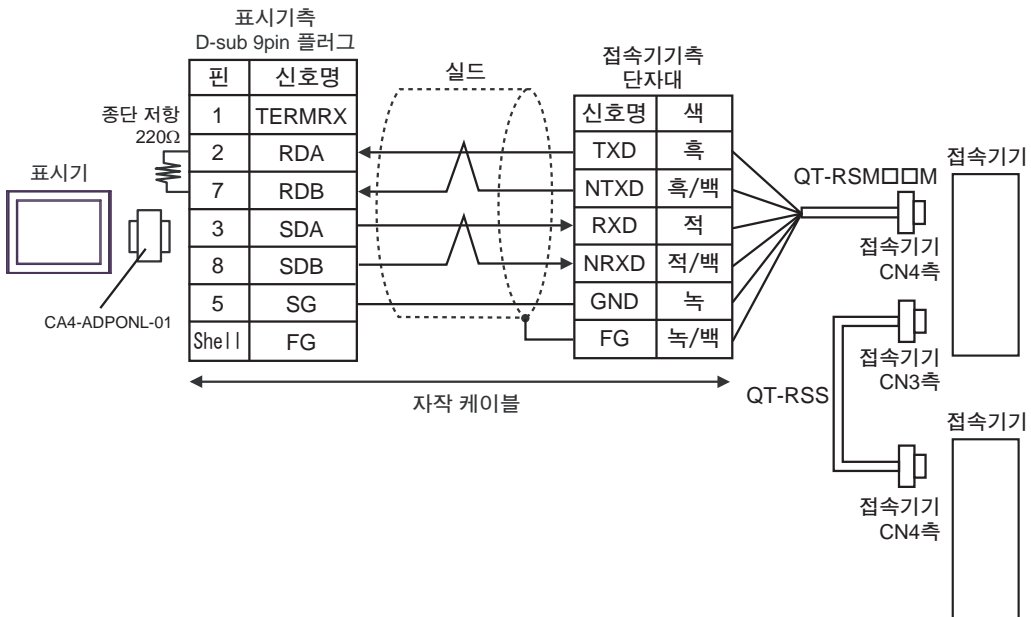 표시기측
D-sub 9pin 플러그
핀 신호명
1 TERMRX
2 RDA
7 RDB
3 SDA
8 SDB
5 SG
Shell FG
종단 저항
220Ω
표시기
CA4-ADPONL-01
실드
접속기기측
단자대
신호명 색
TXD 흑
NTXD 흑/백
RXD 적
NRXD 적/백
GND 녹
FG 녹/백
자작 케이블
QT-RSM□□M
접속기기
접속기기
CN4측
접속기기
CN3측
QT-RSS
접속기기
접속기기
CN4측